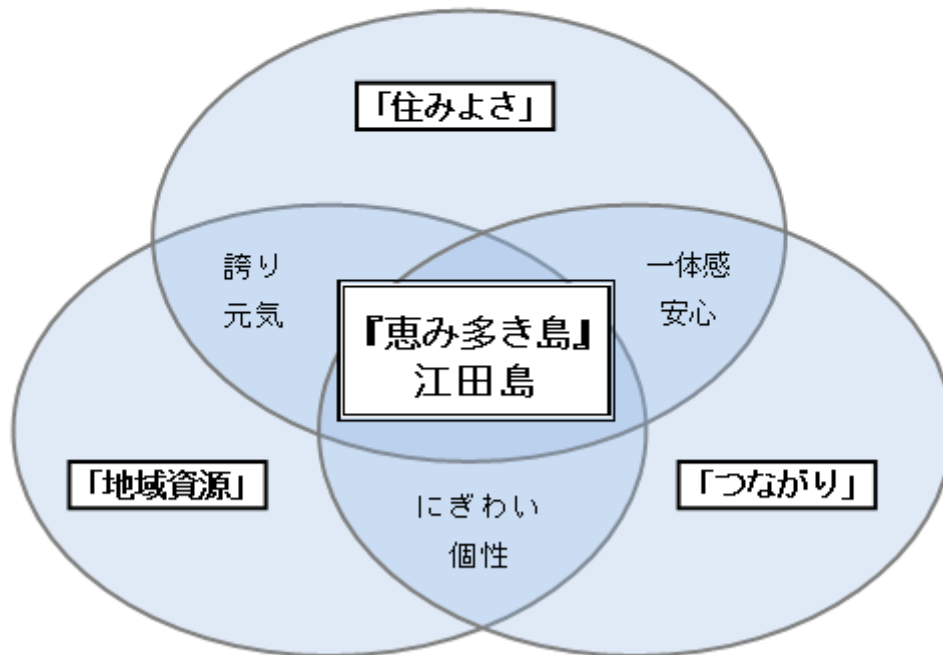 「住みよさ」
誇り
元気
一体感
安心
『恵み多き島』
江田島
「地域資源」
「つながり」
にぎわい
個性